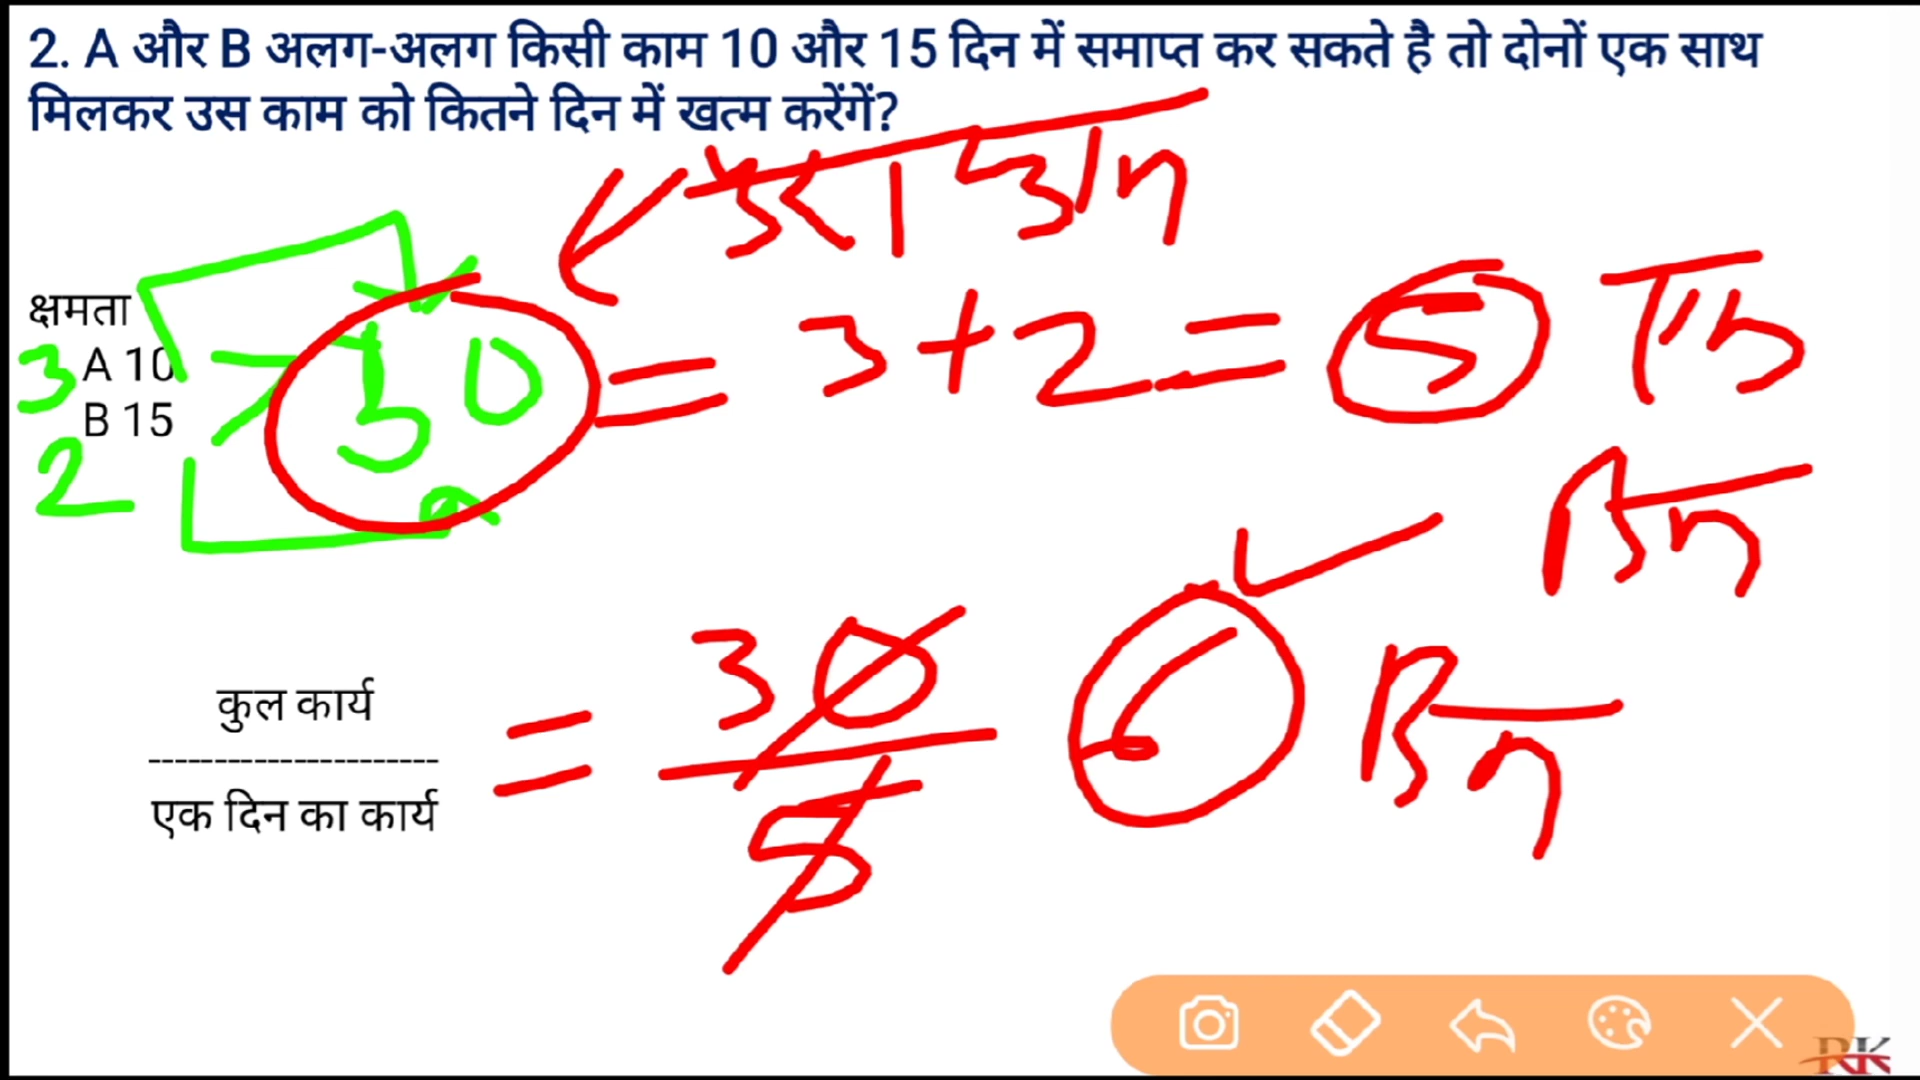 2. A और B अलग-अलग किसी काम 10 और 15 दिन में समाप्त कर सकते है तो दोनों एक साथ
मिलकर उस काम को कितने दिन में खत्म करेंगें?
क्षमता
3 A 10
2 B 15
30 = 3+2= 5
कुल कार्य
---------------------
एक दिन का कार्य
= 30
5
6 दिन
RK